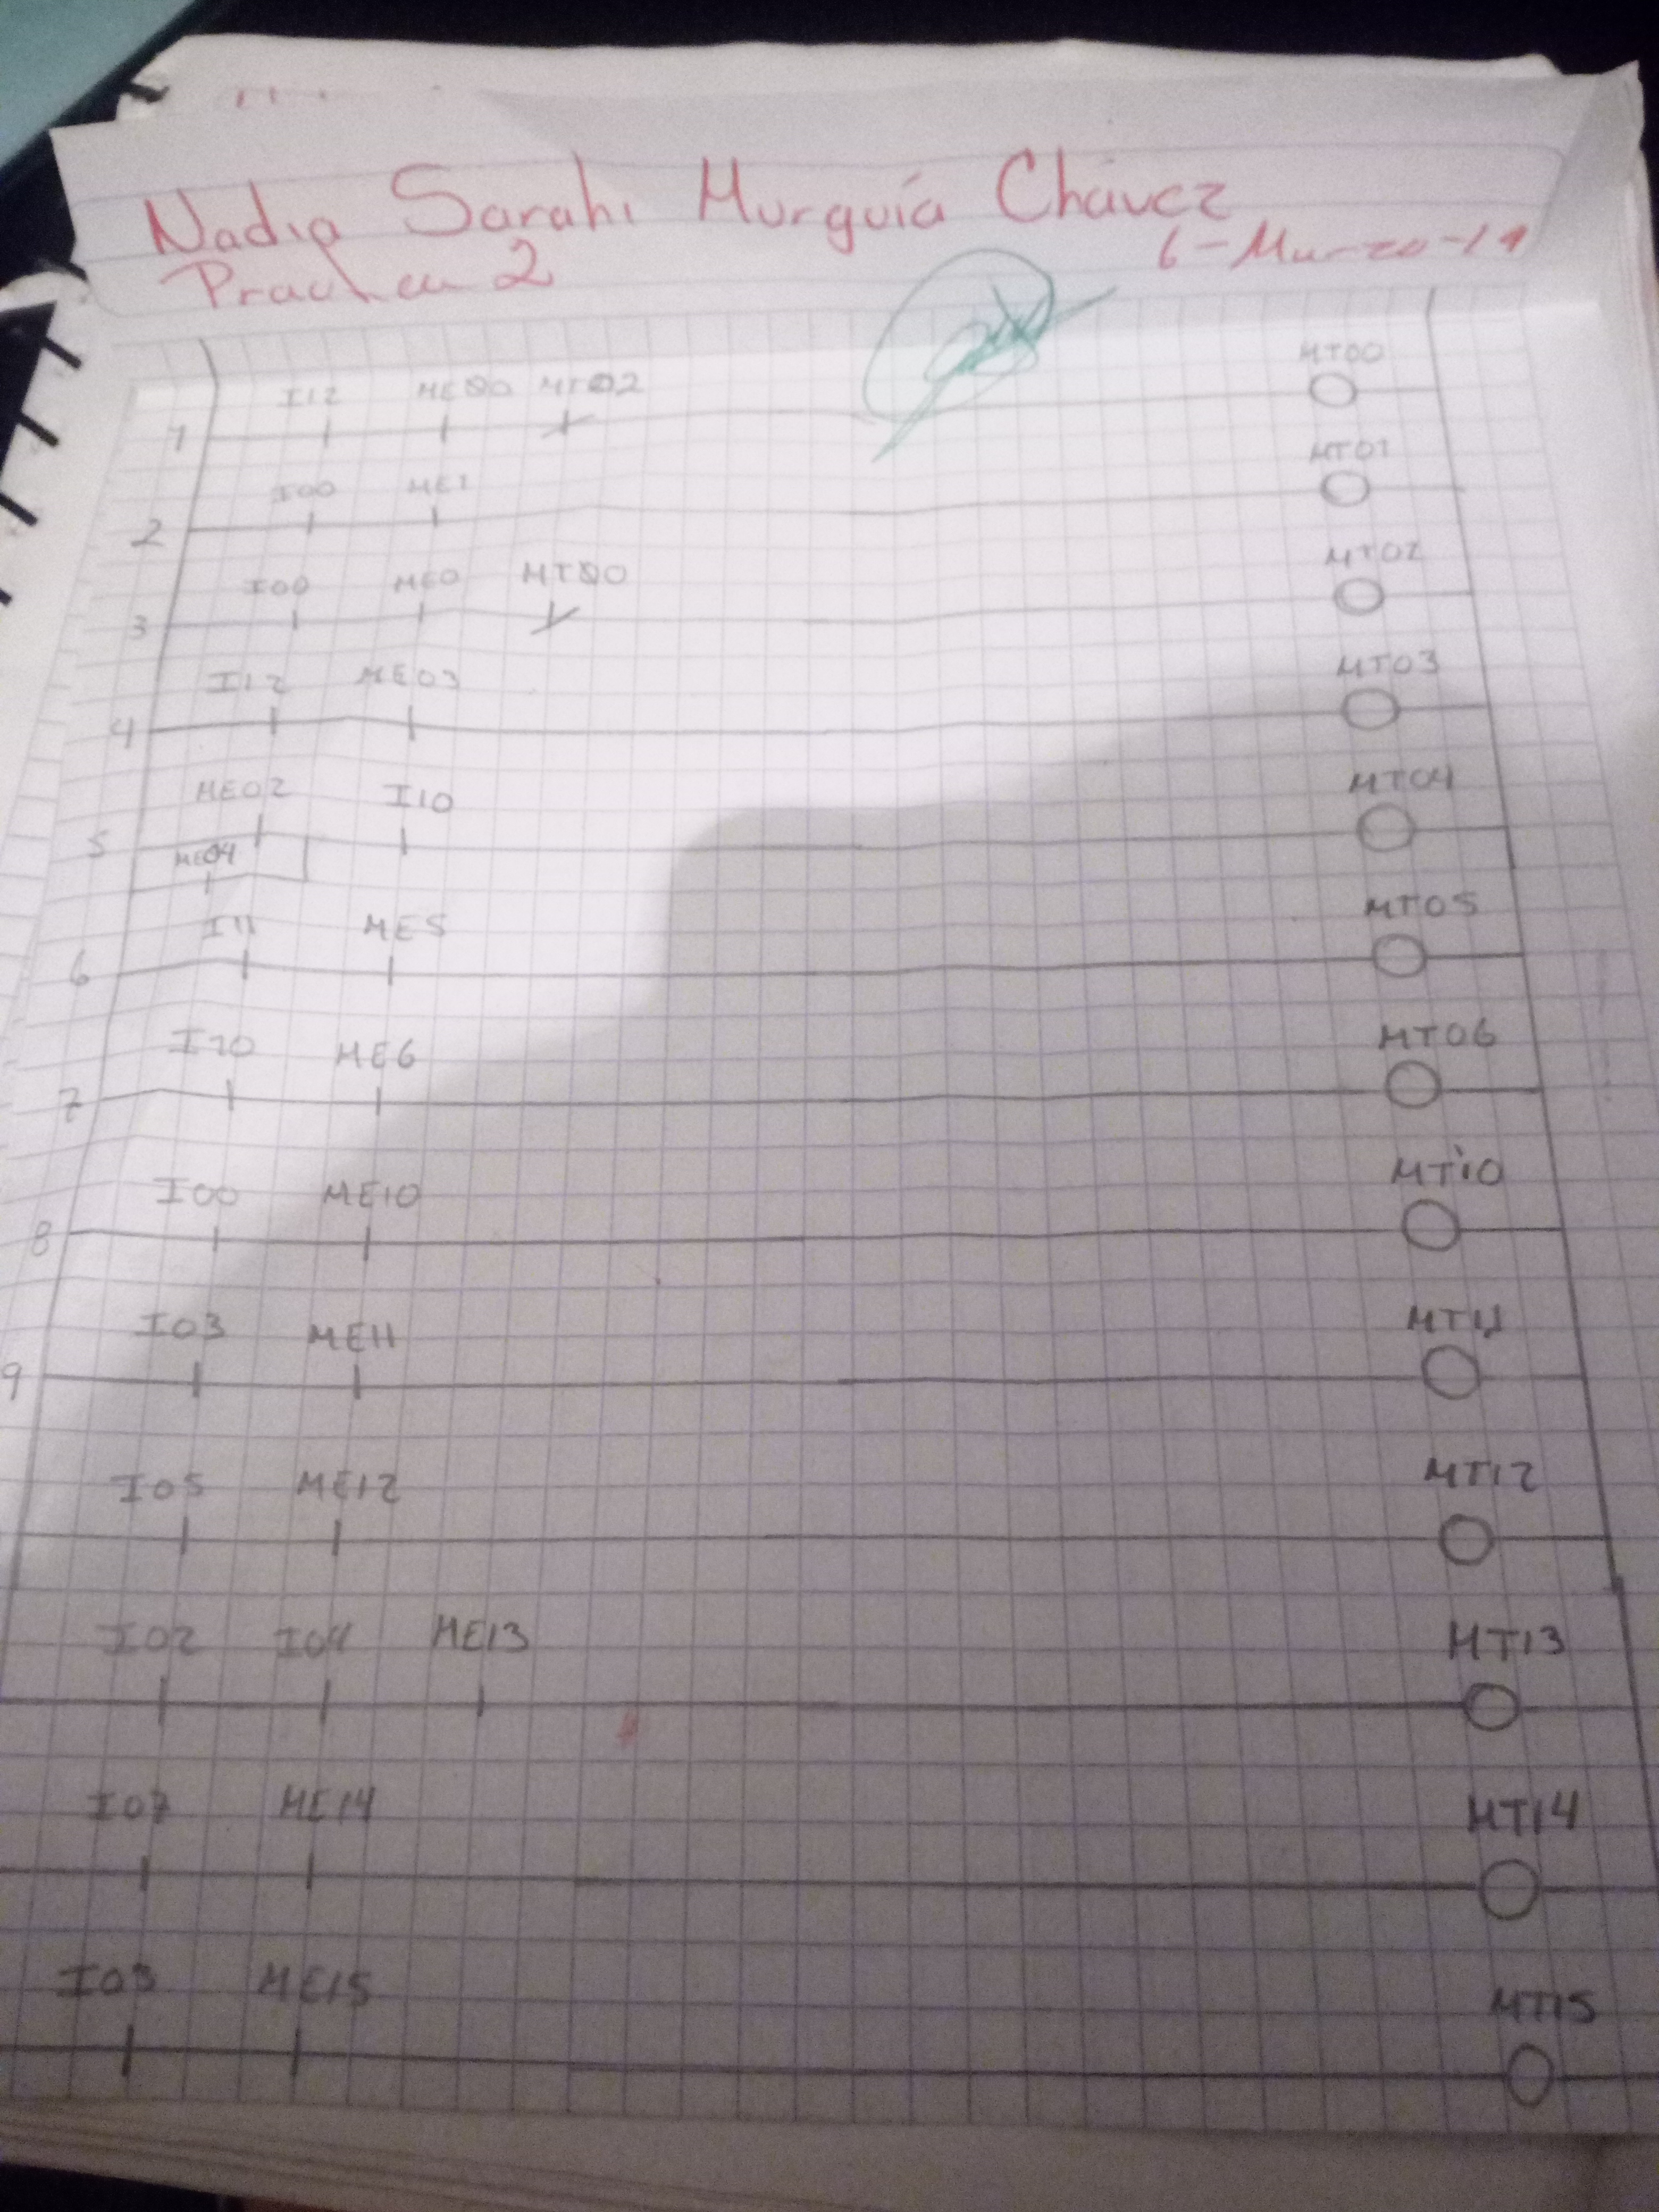 Nadia Sarahi Murguía Chávez
6-Marzo-19
Practica 2
I12 ME00 MT02 MT00
1
I00 ME1 MT01
2
I00 ME0 MT00 MT02
3
I12 ME03 MT03
4
ME02 I10 MT04
5
ME04
I11 ME5 MT05
6
I10 ME6 MT06
7
I00 ME10 MT10
8
I03 ME11 MT11
9
I05 ME12 MT12
I02 I04 ME13 MT13
I07 ME14 MT14
I03 ME15 MT15